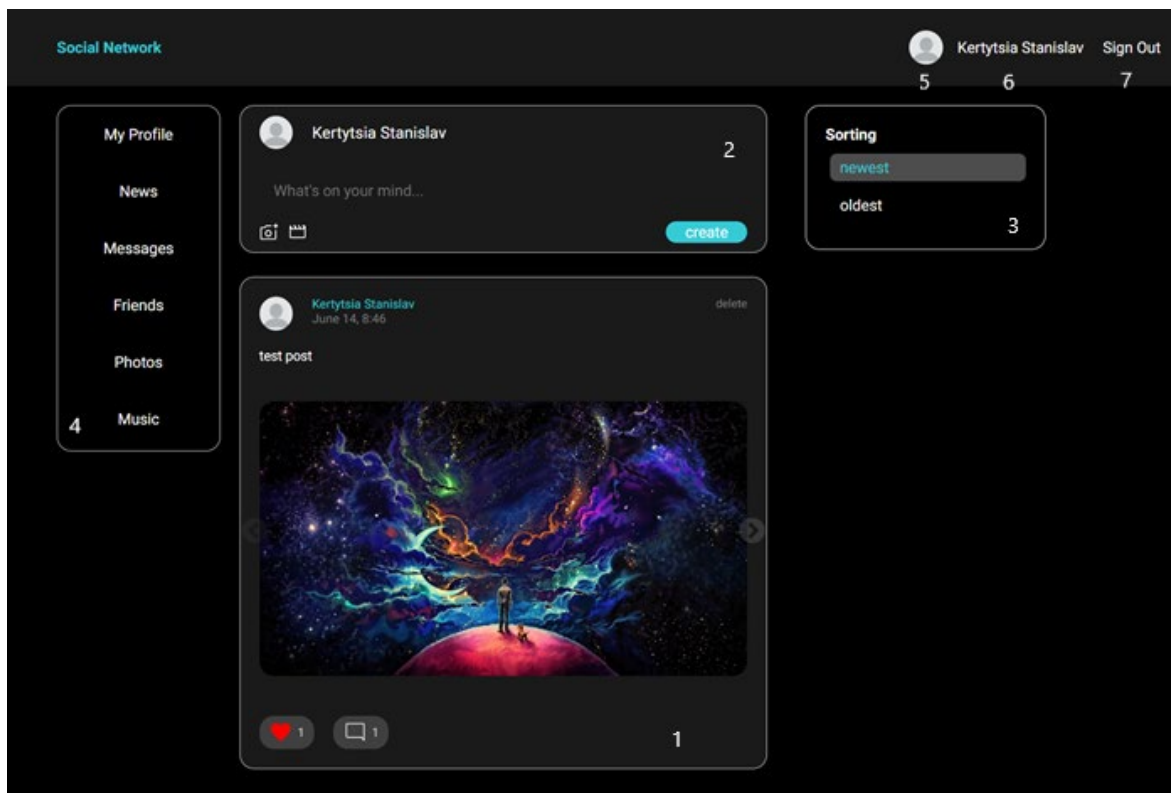 Social Network
Kertytsia Stanislav
Sign Out
5
6
7
My Profile
News
Messages
Friends
Photos
Music
4
Kertytsia Stanislav
2
What's on your mind...
create
Kertytsia Stanislav
delete
June 14, 8:46
test post
1
1
1
Sorting
newest
oldest
3